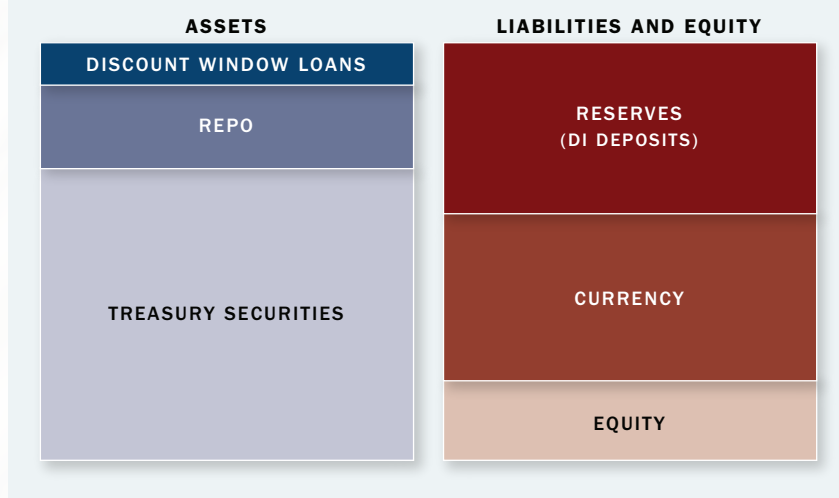 ASSETS
DISCOUNT WINDOW LOANS
REPO
TREASURY SECURITIES
LIABILITIES AND EQUITY
RESERVES
(DI DEPOSITS)
CURRENCY
EQUITY